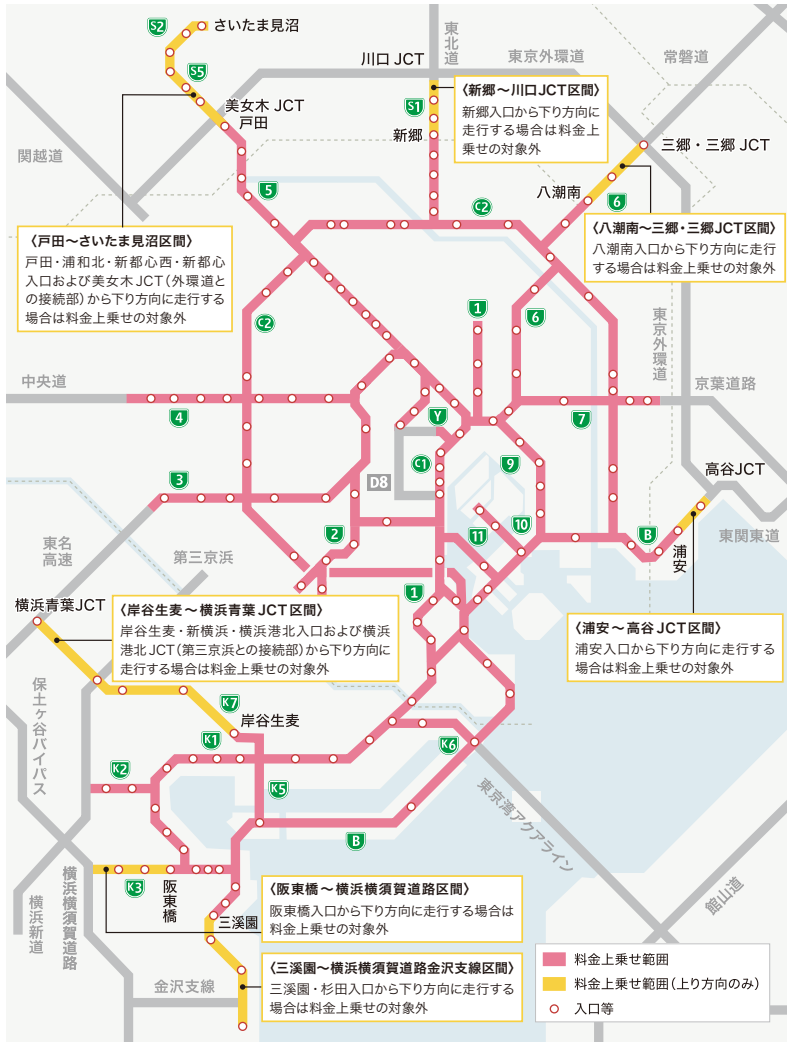 S2
さいたま見沼
S5
川口 JCT
東北道
東京外環道
常磐道
美女木 JCT
戸田
関越道
S1
新郷
〈新郷～川口JCT区間〉
新郷入口から下り方向に
走行する場合は料金上
乗せの対象外
三郷・三郷 JCT
八潮南
6
5
C2
〈八潮南～三郷・三郷JCT区間〉
八潮南入口から下り方向に走行
する場合は料金上乗せの対象外
〈戸田～さいたま見沼区間〉
戸田・浦和北・新都心西・新都心
入口および美女木JCT(外環道と
の接続部)から下り方向に走行する
場合は料金上乗せの対象外
C2
1
6
東京外環道
中央道
4
京葉道路
7
Y
C1
D8
9
高谷JCT
3
東名
高速
2
11
10
B
浦安
東関東道
第三京浜
1
横浜青葉JCT
〈岸谷生麦～横浜青葉JCT区間〉
岸谷生麦・新横浜・横浜港北入口および横浜
港北JCT(第三京浜との接続部)から下り方向に
走行する場合は料金上乗せの対象外
〈浦安～高谷JCT区間〉
浦安入口から下り方向に走行する
場合は料金上乗せの対象外
保土ヶ谷バイパス
K7
岸谷生麦
K1
K6
K2
K5
東京湾アクアライン
B
K3
阪東橋
横浜新道
横浜横須賀道路
〈阪東橋～横浜横須賀道路区間〉
阪東橋入口から下り方向に走行する場合は
料金上乗せの対象外
三溪園
館山道
〈三溪園～横浜横須賀道路金沢支線区間〉
三溪園・杉田入口から下り方向に走行する
場合は料金上乗せの対象外
金沢支線
料金上乗せ範囲
料金上乗せ範囲(上り方向のみ)
入口等